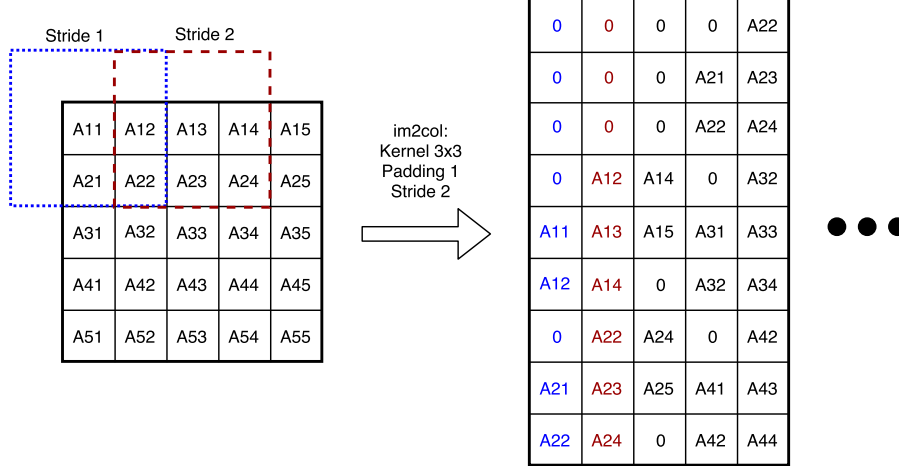 Stride 1
Stride 2
A11 A12 A13 A14 A15
A21 A22 A23 A24 A25
A31 A32 A33 A34 A35
A41 A42 A43 A44 A45
A51 A52 A53 A54 A55
im2col:
Kernel 3x3
Padding 1
Stride 2
0 0 0 0 A22
0 0 0 A21 A23
0 0 0 A22 A24
0 A12 A14 0 A32
A11 A13 A15 A31 A33
A12 A14 0 A32 A34
0 A22 A24 0 A42
A21 A23 A25 A41 A43
A22 A24 0 A42 A44